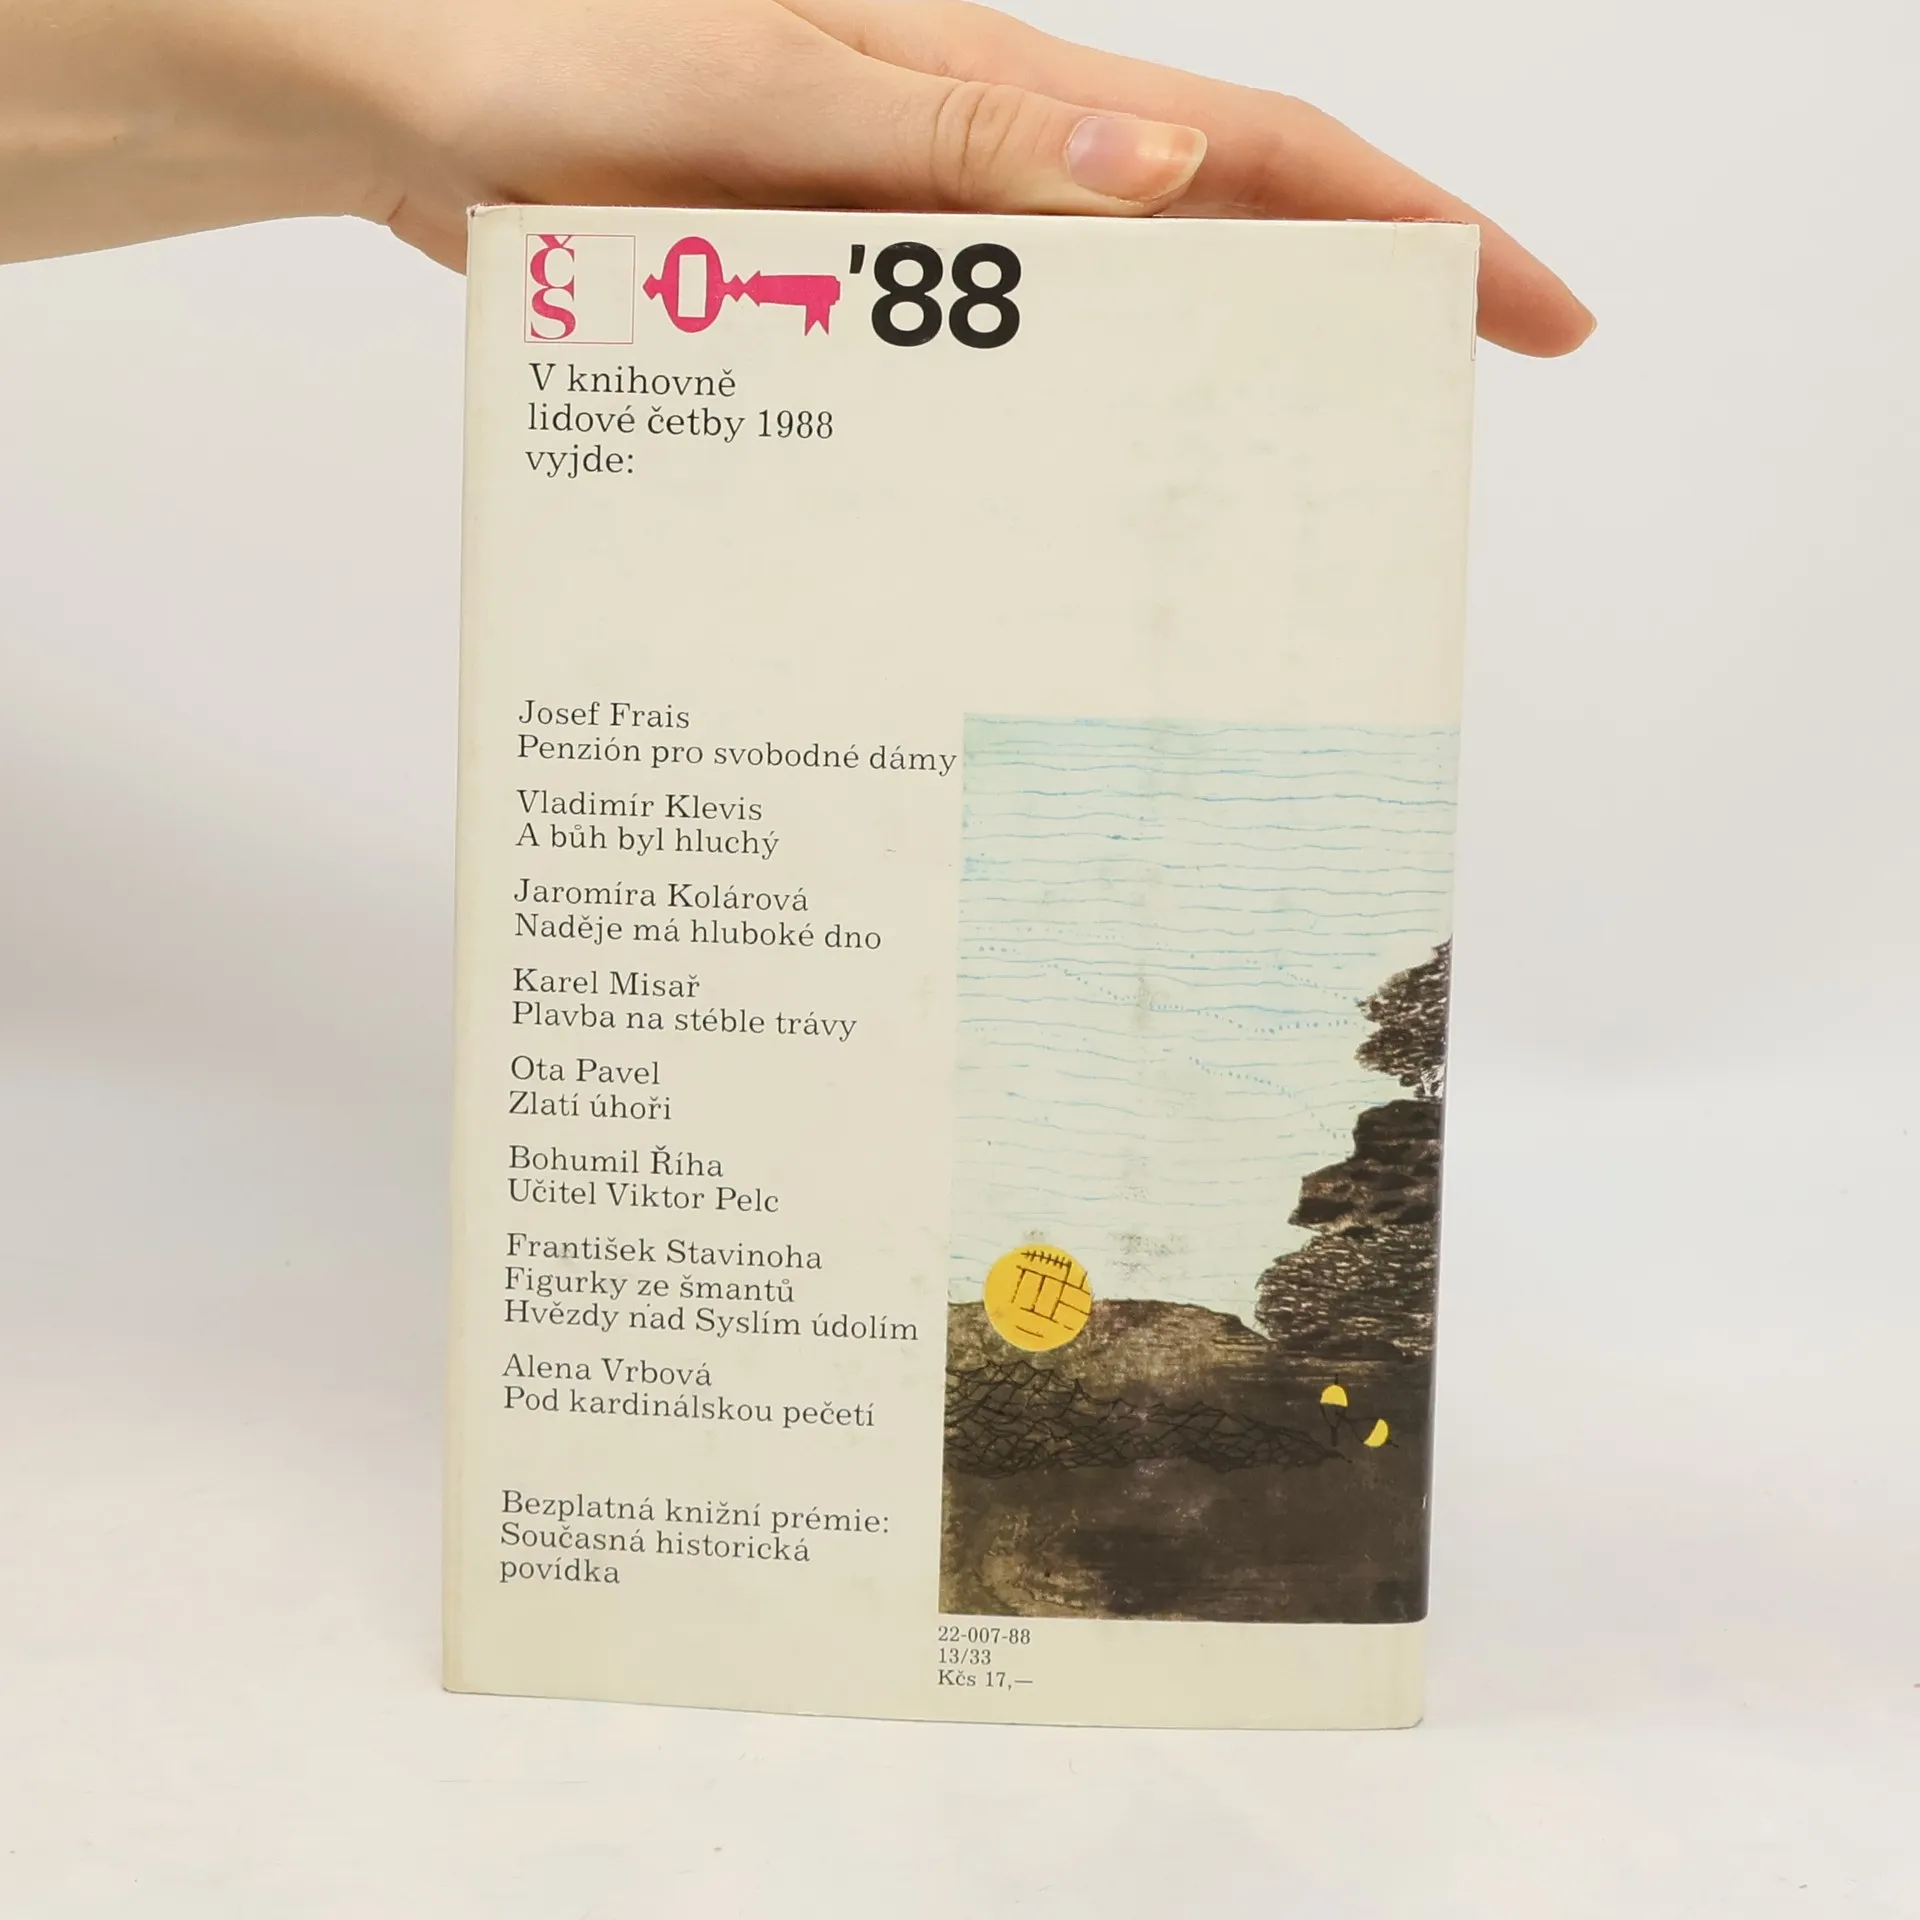 ČS
'88
V knihovně
lidové četby 1988
vyjde:
Josef Frais
Penzión pro svobodné dámy
Vladimír Klevis
A bůh byl hluchý
Jaromíra Kolárová
Naděje má hluboké dno
Karel Misař
Plavba na stéble trávy
Ota Pavel
Zlatí úhoři
Bohumil Říha
Učitel Viktor Pelc
František Stavinoha
Figurky ze šmantů
Hvězdy nad Syslím údolím
Alena Vrbová
Pod kardinálskou pečetí
Bezplatná knižní prémie:
Současná historická
povídka
22-007-88
13/33
Kčs 17,—